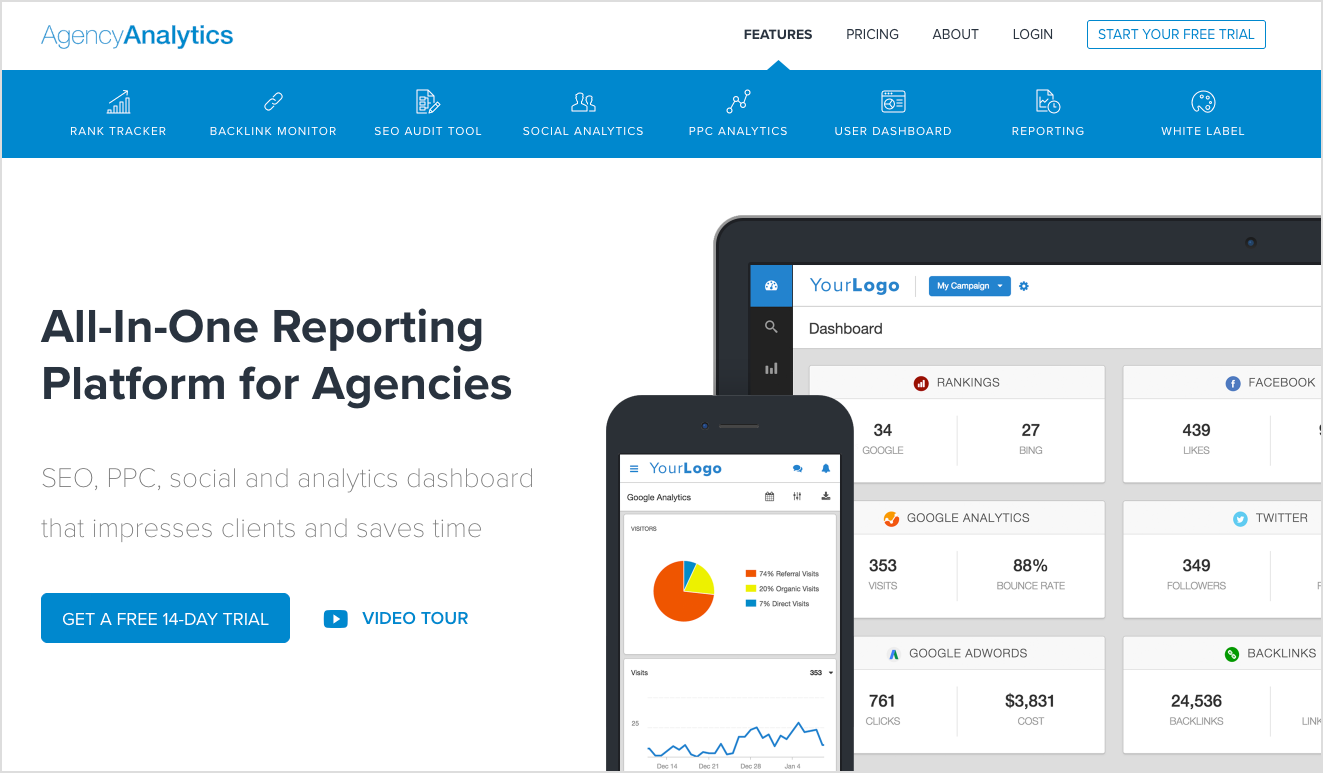 AgencyAnalytics
FEATURES PRICING ABOUT LOGIN START YOUR FREE TRIAL
RANK TRACKER BACKLINK MONITOR SEO AUDIT TOOL SOCIAL ANALYTICS PPC ANALYTICS USER DASHBOARD REPORTING WHITE LABEL
All-In-One Reporting
Platform for Agencies
SEO, PPC, social and analytics dashboard
that impresses clients and saves time
GET A FREE 14-DAY TRIAL VIDEO TOUR
YourLogo My Campaign
Dashboard
RANKINGS FACEBOOK
34 27 439
GOOGLE BING LIKES
GOOGLE ANALYTICS TWITTER
353 88% 349
VISITS BOUNCE RATE FOLLOWERS
GOOGLE ADWORDS BACKLINKS
761 $3,831 24,536
CLICKS COST BACKLINKS
YourLogo
Google Analytics
VISITORS
74% Referral Visits
20% Organic Visits
7% Direct Visits
Visits 353
25
Dec 14 Dec 21 Dec 28 Jan 4